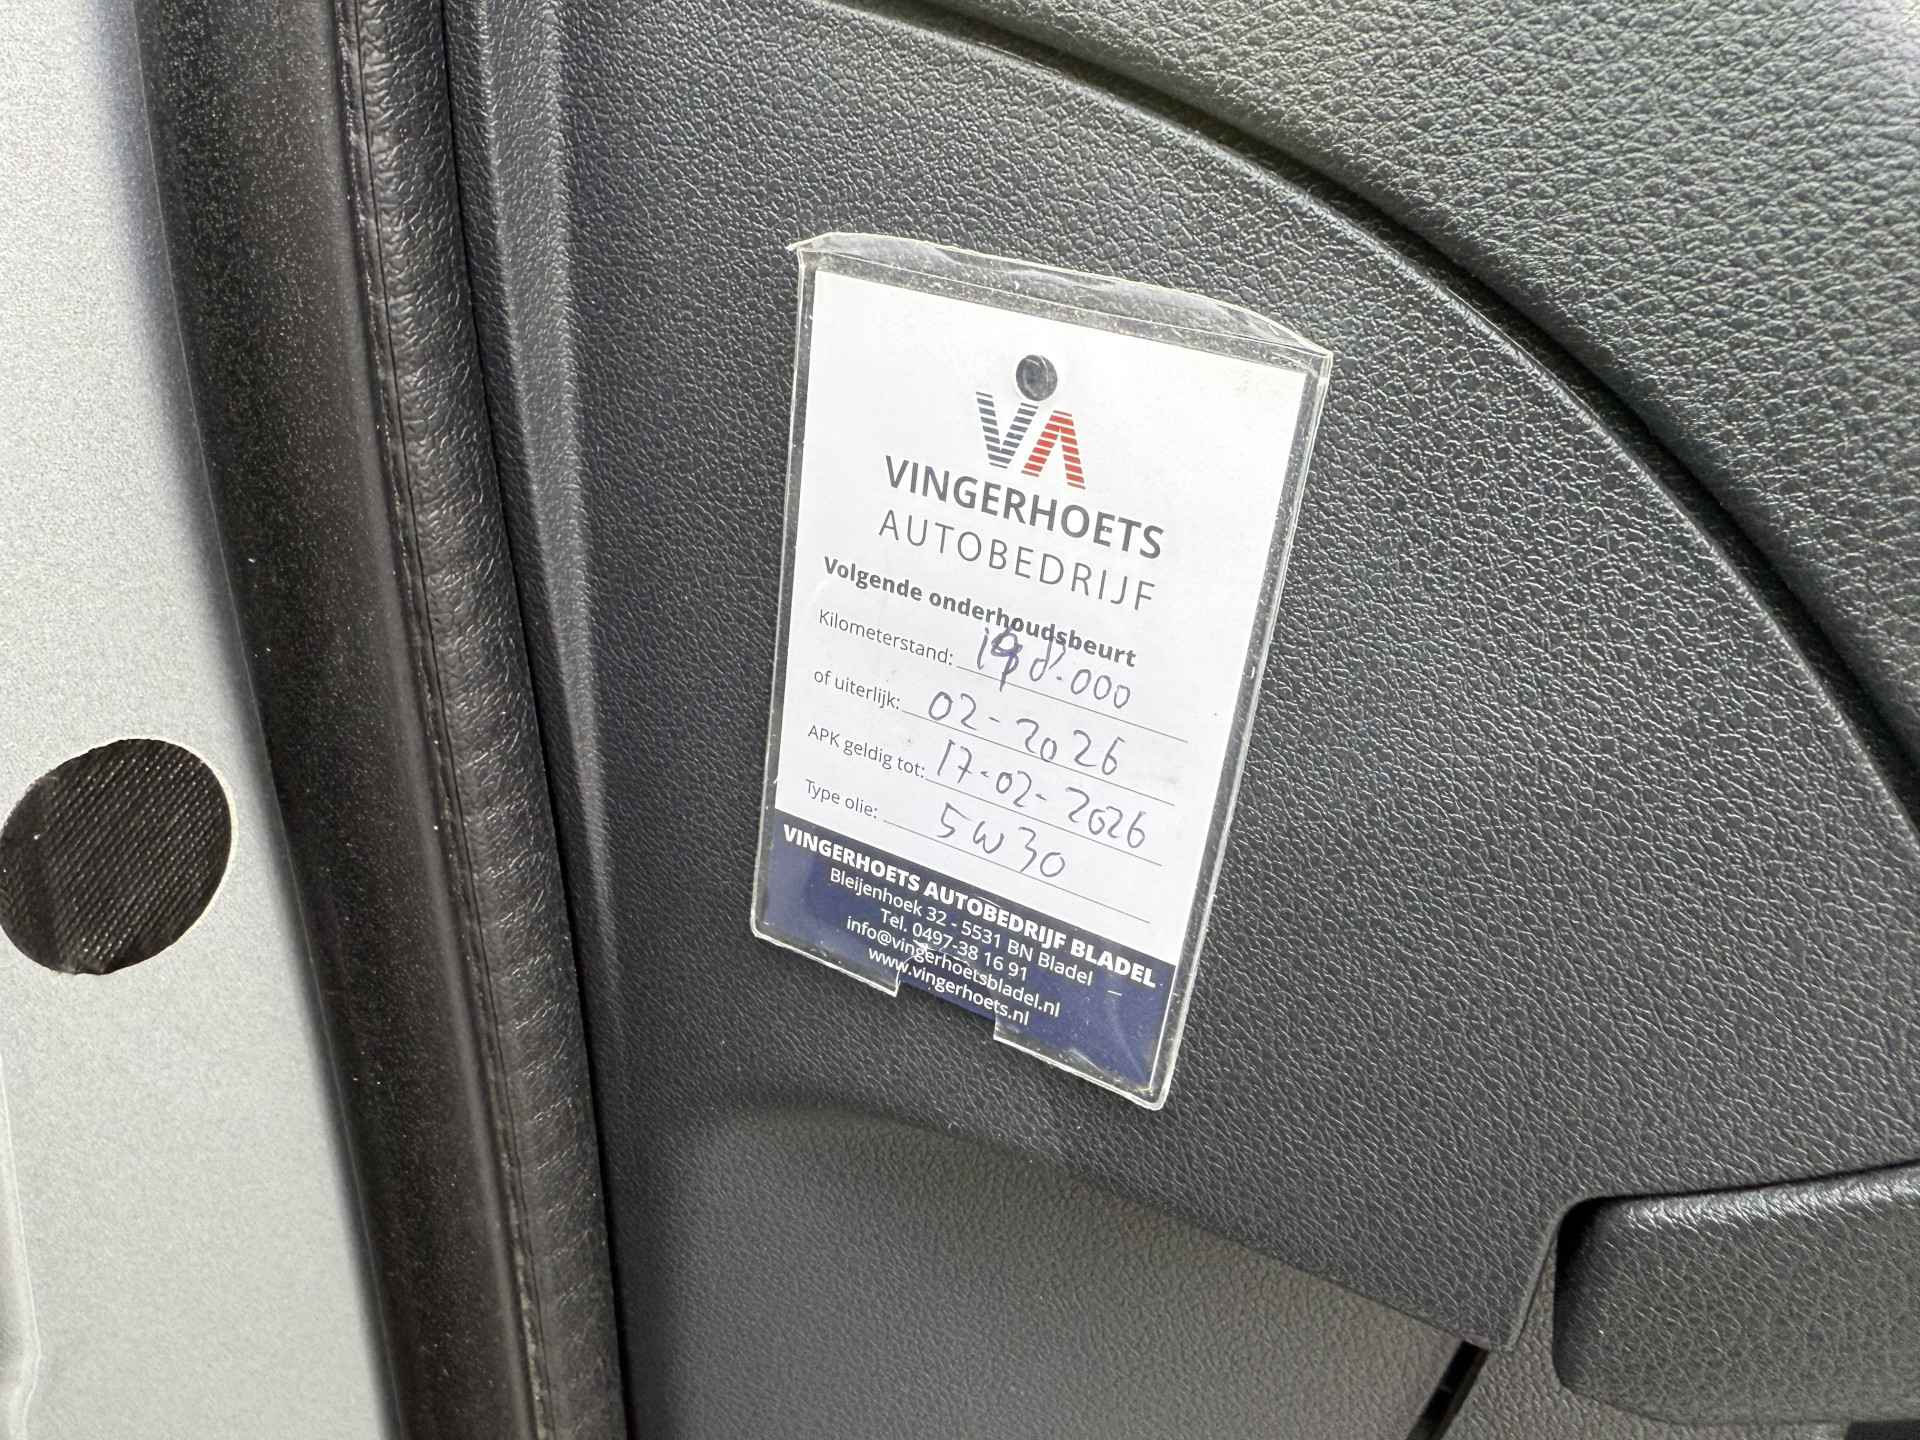 VA
VINGERHOETS
AUTOBEDRIJF
Volgende onderhoudsbeurt
Kilometerstand: 190.000
of uiterlijk: 02-2026
APK geldig tot: 17-02-2026
Type olie: 5W30
VINGERHOETS AUTOBEDRIJF BLADEL
Bleijenhoek 32 - 5531 BN Bladel
Tel. 0497-38 16 91
info@vingerhoetsbladel.nl
www.vingerhoets.nl